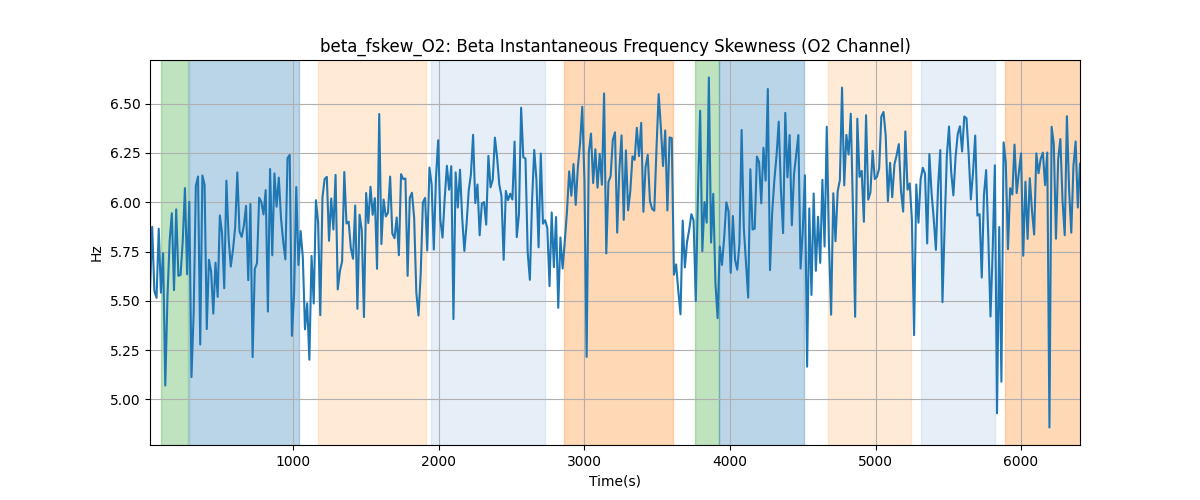 beta_fskew_O2: Beta Instantaneous Frequency Skewness (O2 Channel)
6.50
6.25
6.00
5.75
5.50
5.25
5.00
Hz
1000 2000 3000 4000 5000 6000
Time(s)